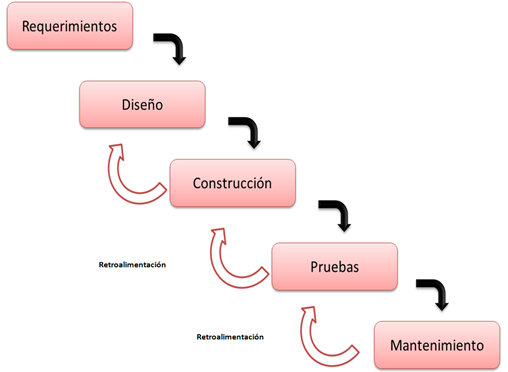 Requerimientos
Diseño
Construcción
Retroalimentación
Pruebas
Retroalimentación
Mantenimiento